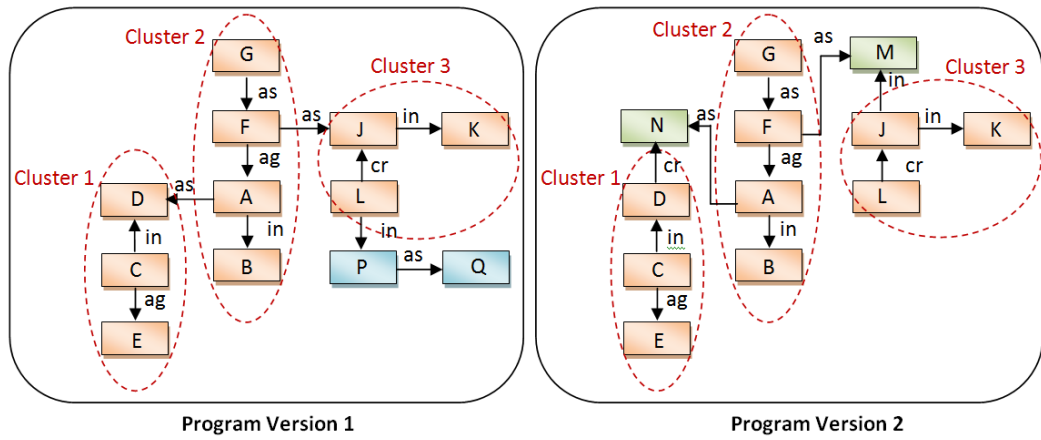 Cluster 2
G
as
Cluster 3
F
as
J
in
K
ag
cr
Cluster 1
D
as
A
L
in
in
in
C
B
P
as
Q
ag
E
Program Version 1
Cluster 2
G
as
M
Cluster 3
as
in
N
as
F
J
in
K
cr
ag
cr
Cluster 1
D
A
L
in
in
C
B
ag
E
Program Version 2